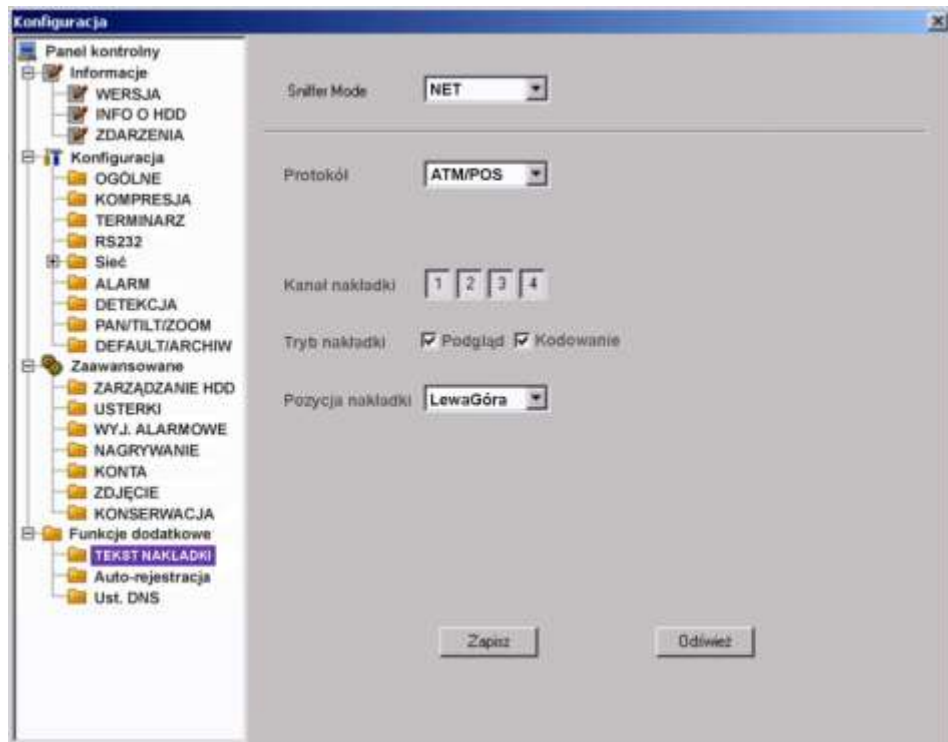 Konfiguracja
Panel kontrolny
Informacje
WERSJA
INFO O HDD
ZDARZENIA
Konfiguracja
OGÓLNE
KOMPRESJA
TERMINARZ
RS232
Sieć
ALARM
DETEKCJA
PAN/TILT/ZOOM
DEFAULT/ARCHIW
Zaawansowane
ZARZĄDZANIE HDD
USTERKI
WYJ. ALARMOWE
NAGRYWANIE
KONTA
ZDJĘCIE
KONSERWACJA
Funkcje dodatkowe
TEKST NAKŁADKI
Auto-rejestracja
Ust. DNS
Sniffer Mode NET
Protokół ATM/POS
Kanał nakładki 1 2 3 4
Tryb nakładki Podgląd Kodowanie
Pozycja nakładki LewaGóra
Zapisz Odśwież